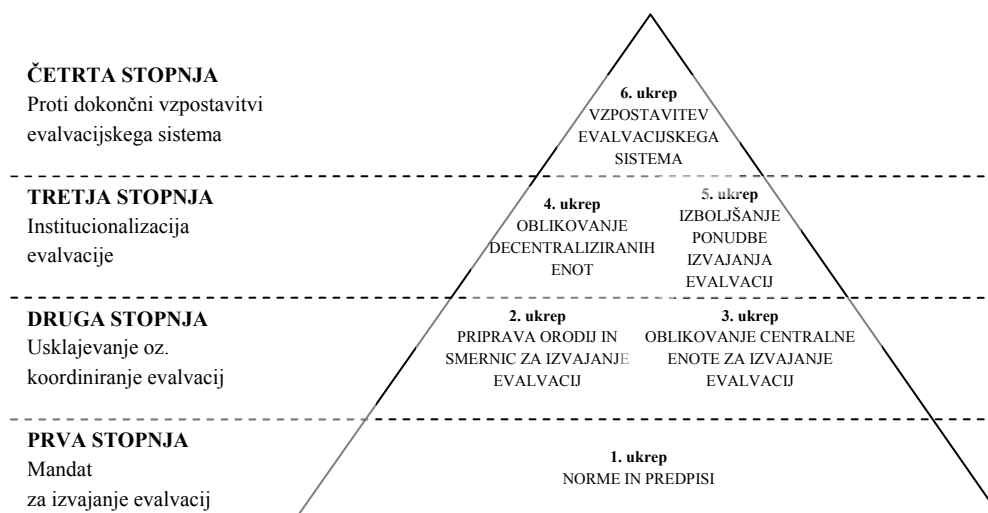 ČETRTA STOPNJA
Proti dokončni vzpostavitvi
evalvacijskega sistema
6. ukrep
VZPOSTAVITEV
EVALVACIJSKEGA
SISTEMA
TRETJA STOPNJA
Institucionalizacija
evalvacije
4. ukrep
OBLIKOVANJE
DECENTRALIZIRANIH
ENOT
5. ukrep
IZBOLJŠANJE
PONUDBE
IZVAJANJA
EVALVACIJ
DRUGA STOPNJA
Usklajevanje oz.
koordiniranje evalvacij
2. ukrep
PRIPRAVA ORODIJ IN
SMERNIC ZA IZVAJANJE
EVALVACIJ
3. ukrep
OBLIKOVANJE CENTRALNE
ENOTE ZA IZVAJANJE
EVALVACIJ
PRVA STOPNJA
Mandat
za izvajanje evalvacij
1. ukrep
NORME IN PREDPISI